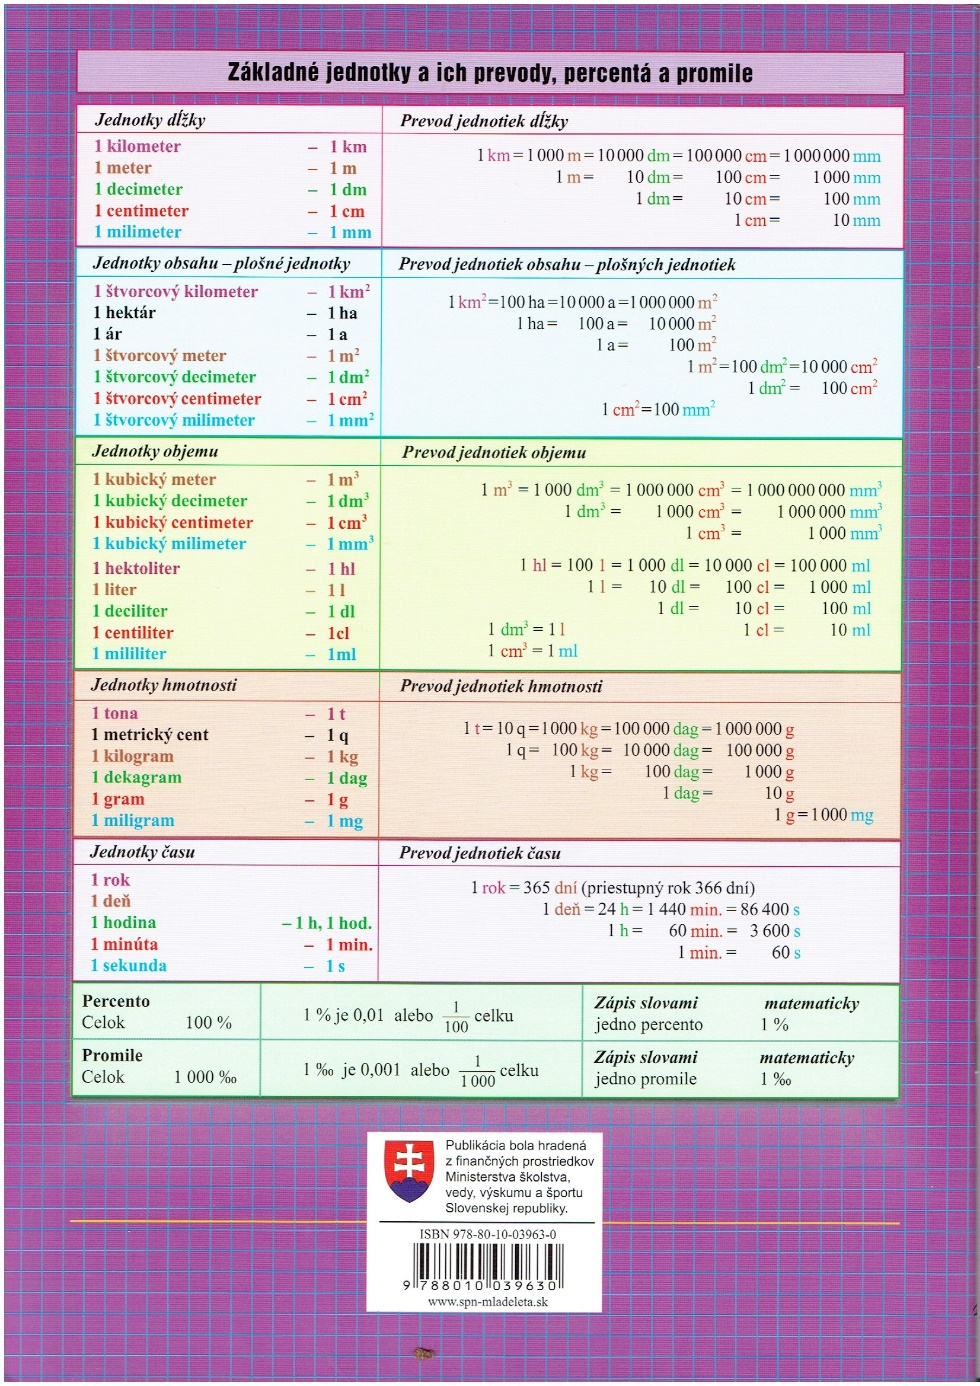 Základné jednotky a ich prevody, percentá a promile
Jednotky dĺžky
1 kilometer – 1 km
1 meter – 1 m
1 decimeter – 1 dm
1 centimeter – 1 cm
1 milimeter – 1 mm
Prevod jednotiek dĺžky
1 km = 1 000 m = 10 000 dm = 100 000 cm = 1 000 000 mm
1 m = 10 dm = 100 cm = 1 000 mm
1 dm = 10 cm = 100 mm
1 cm = 10 mm
Jednotky obsahu – plošné jednotky
1 štvorcový kilometer – 1 km²
1 hektár – 1 ha
1 ár – 1 a
1 štvorcový meter – 1 m²
1 štvorcový decimeter – 1 dm²
1 štvorcový centimeter – 1 cm²
1 štvorcový milimeter – 1 mm²
Prevod jednotiek obsahu – plošných jednotiek
1 km² = 100 ha = 10 000 a = 1 000 000 m²
1 ha = 100 a = 10 000 m²
1 a = 100 m²
1 m² = 100 dm² = 10 000 cm²
1 dm² = 100 cm²
1 cm² = 100 mm²
Jednotky objemu
1 kubický meter – 1 m³
1 kubický decimeter – 1 dm³
1 kubický centimeter – 1 cm³
1 kubický milimeter – 1 mm³
1 hektoliter – 1 hl
1 liter – 1 l
1 deciliter – 1 dl
1 centiliter – 1cl
1 mililiter – 1ml
Prevod jednotiek objemu
1 m³ = 1 000 dm³ = 1 000 000 cm³ = 1 000 000 000 mm³
1 dm³ = 1 000 cm³ = 1 000 000 mm³
1 cm³ = 1 000 mm³
1 hl = 100 l = 1 000 dl = 10 000 cl = 100 000 ml
1 l = 10 dl = 100 cl = 1 000 ml
1 dl = 10 cl = 100 ml
1 dm³ = 1 l 1 cl = 10 ml
1 cm³ = 1 ml
Jednotky hmotnosti
1 tona – 1 t
1 metrický cent – 1 q
1 kilogram – 1 kg
1 dekagram – 1 dag
1 gram – 1 g
1 miligram – 1 mg
Prevod jednotiek hmotnosti
1 t = 10 q = 1000 kg = 100 000 dag = 1 000 000 g
1 q = 100 kg = 10 000 dag = 100 000 g
1 kg = 100 dag = 1 000 g
1 dag = 10 g
1 g = 1000 mg
Jednotky času
1 rok
1 deň
1 hodina – 1 h, 1 hod.
1 minúta – 1 min.
1 sekunda – 1 s
Prevod jednotiek času
1 rok = 365 dní (priestupný rok 366 dní)
1 deň = 24 h = 1 440 min. = 86 400 s
1 h = 60 min. = 3 600 s
1 min. = 60 s
Percento
Celok 100 %
1 % je 0,01 alebo 1/100 celku
Zápis slovami matematicky
jedno percento 1 %
Promile
Celok 1 000 ‰
1 ‰ je 0,001 alebo 1/1 000 celku
Zápis slovami matematicky
jedno promile 1 ‰
Publikácia bola hradená
z finančných prostriedkov
Ministerstva školstva,
vedy, výskumu a športu
Slovenskej republiky.
ISBN 978-80-10-03963-0
9 788010 039630
www.spn-mladeleta.sk